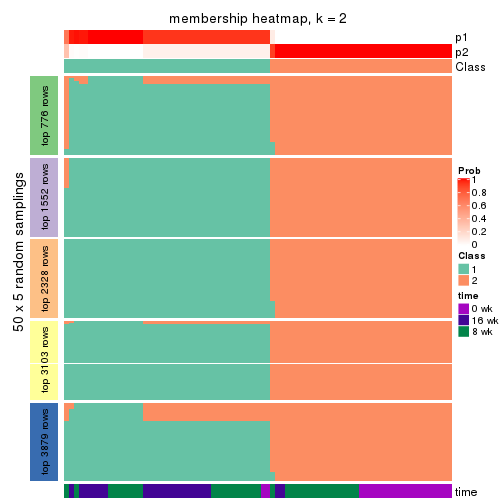 membership heatmap, k = 2
p1
p2
Class
50 x 5 random samplings
top 776 rows
top 1552 rows
top 2328 rows
top 3103 rows
top 3879 rows
Prob
1
0.8
0.6
0.4
0.2
0
Class
1
2
time
0 wk
16 wk
8 wk
time